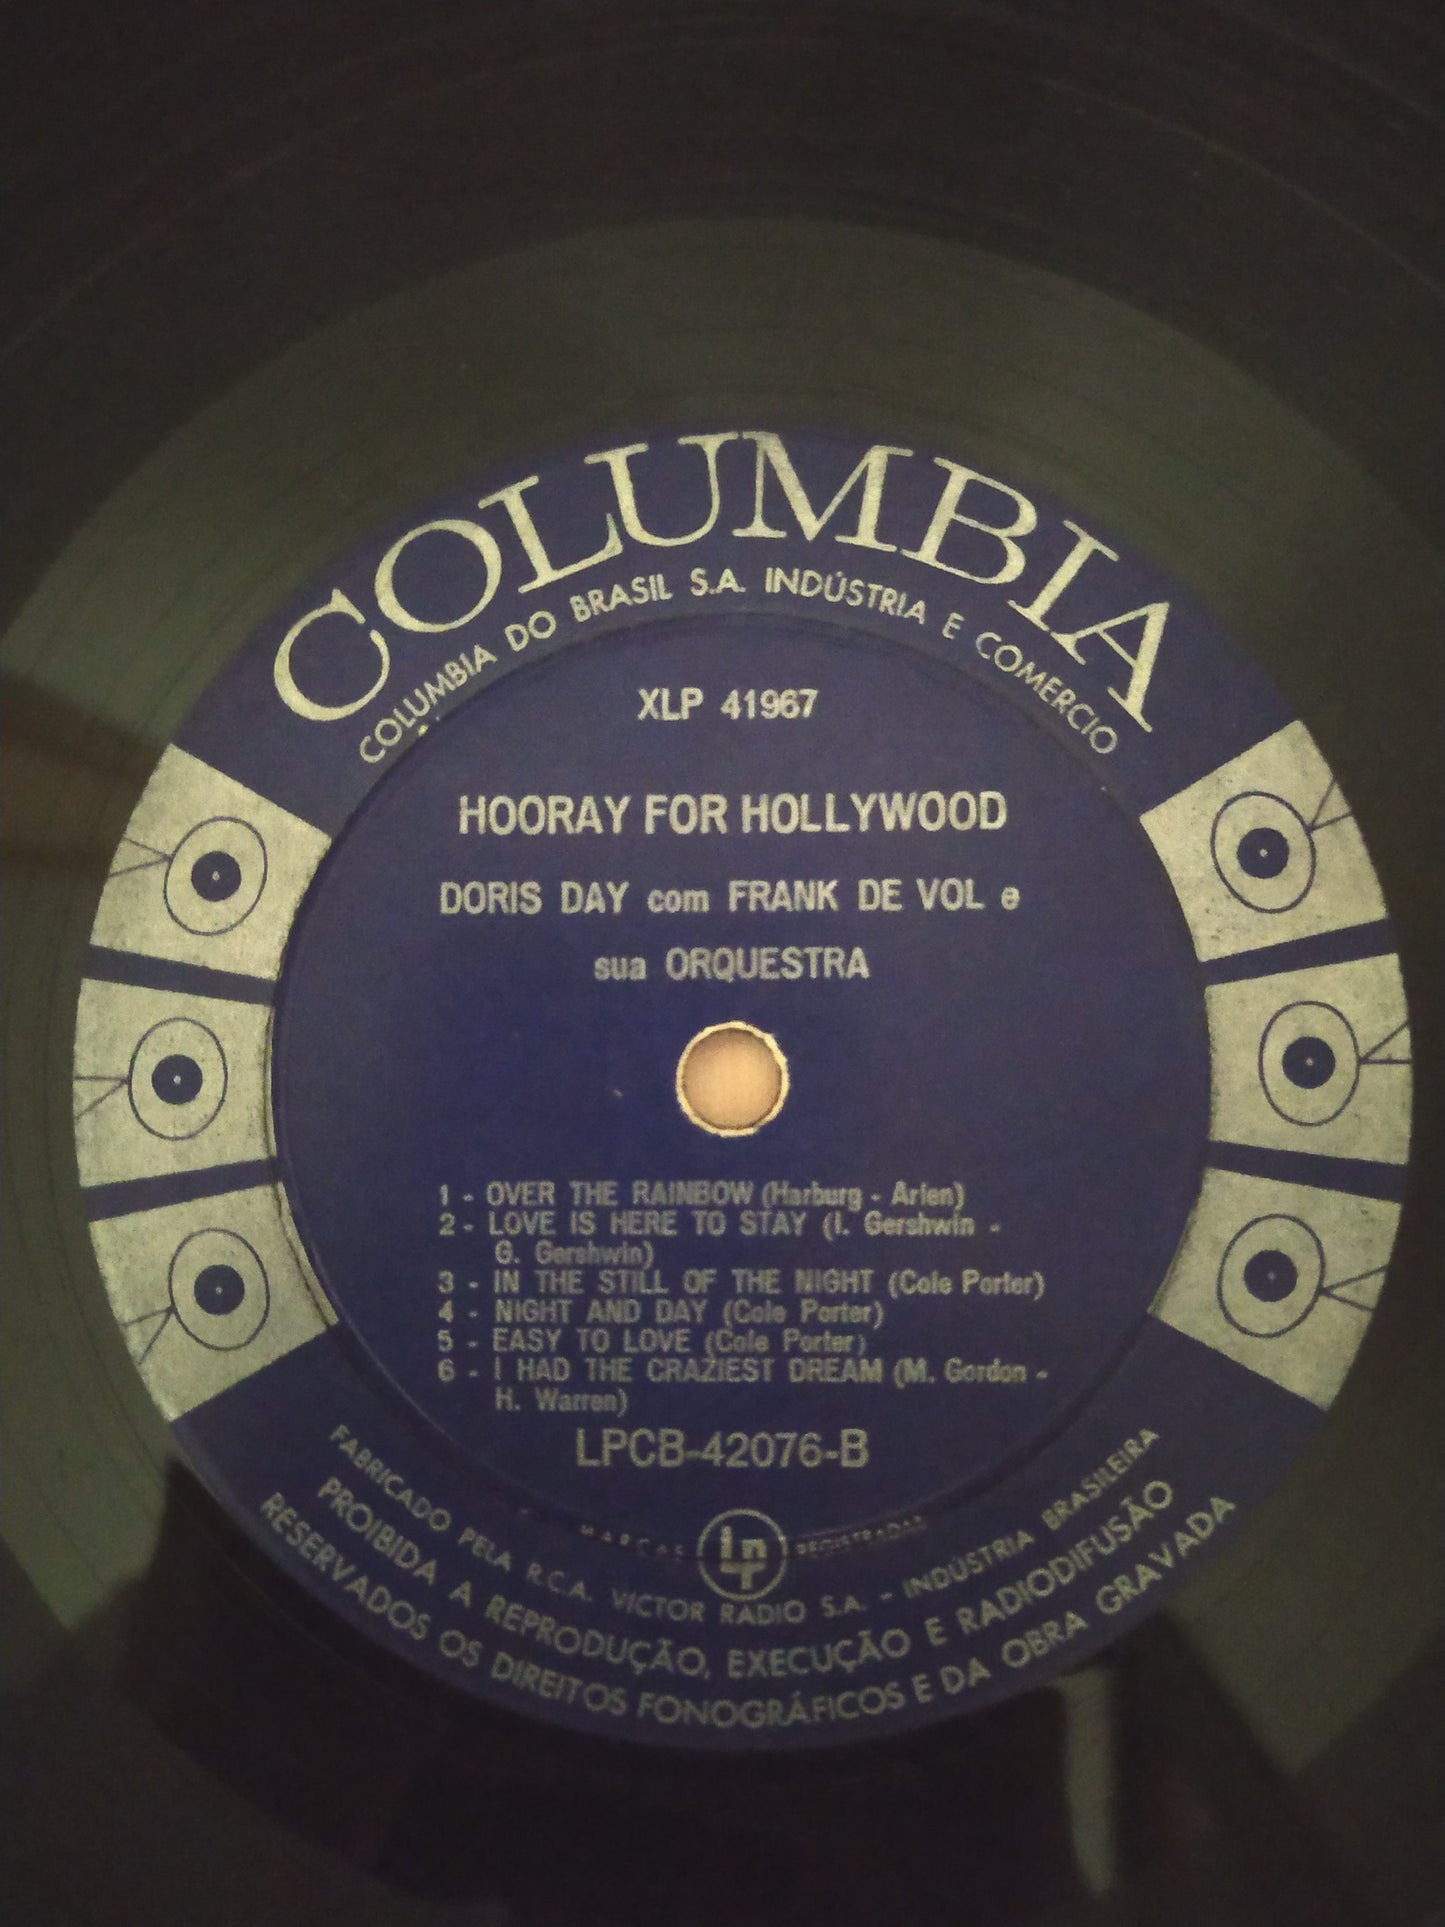 COLUMBIA
COLUMBIA DO BRASIL S.A. INDÚSTRIA E COMERCIO
XLP 41967
HOORAY FOR HOLLYWOOD
DORIS DAY com FRANK DE VOL e
sua ORQUESTRA
1 - OVER THE RAINBOW (Harburg - Arlen)
2 - LOVE IS HERE TO STAY (I. Gershwin -
G. Gershwin)
3 - IN THE STILL OF THE NIGHT (Cole Porter)
4 - NIGHT AND DAY (Cole Porter)
5 - EASY TO LOVE (Cole Porter)
6 - I HAD THE CRAZIEST DREAM (M. Gordon -
H. Warren)
LPCB-42076-B
MARCAS Lp REGISTRADAS
FABRICADO PELA R.C.A. VICTOR RADIO S.A. - INDÚSTRIA BRASILEIRA
PROIBIDA A REPRODUÇÃO, EXECUÇÃO E RADIODIFUSÃO
RESERVADOS OS DIREITOS FONOGRÁFICOS E DA OBRA GRAVADA